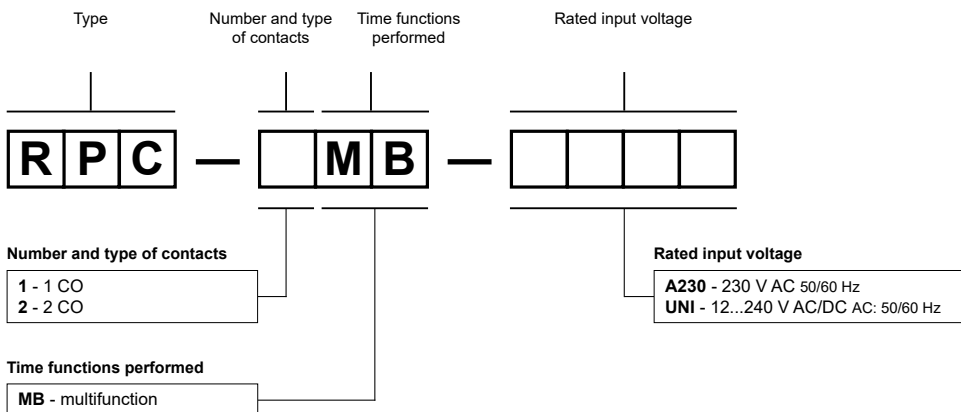 Type
Number and type
of contacts
Time functions
performed
Rated input voltage
R P C — M B —
Number and type of contacts
1 - 1 CO
2 - 2 CO
Rated input voltage
A230 - 230 V AC 50/60 Hz
UNI - 12...240 V AC/DC AC: 50/60 Hz
Time functions performed
MB - multifunction